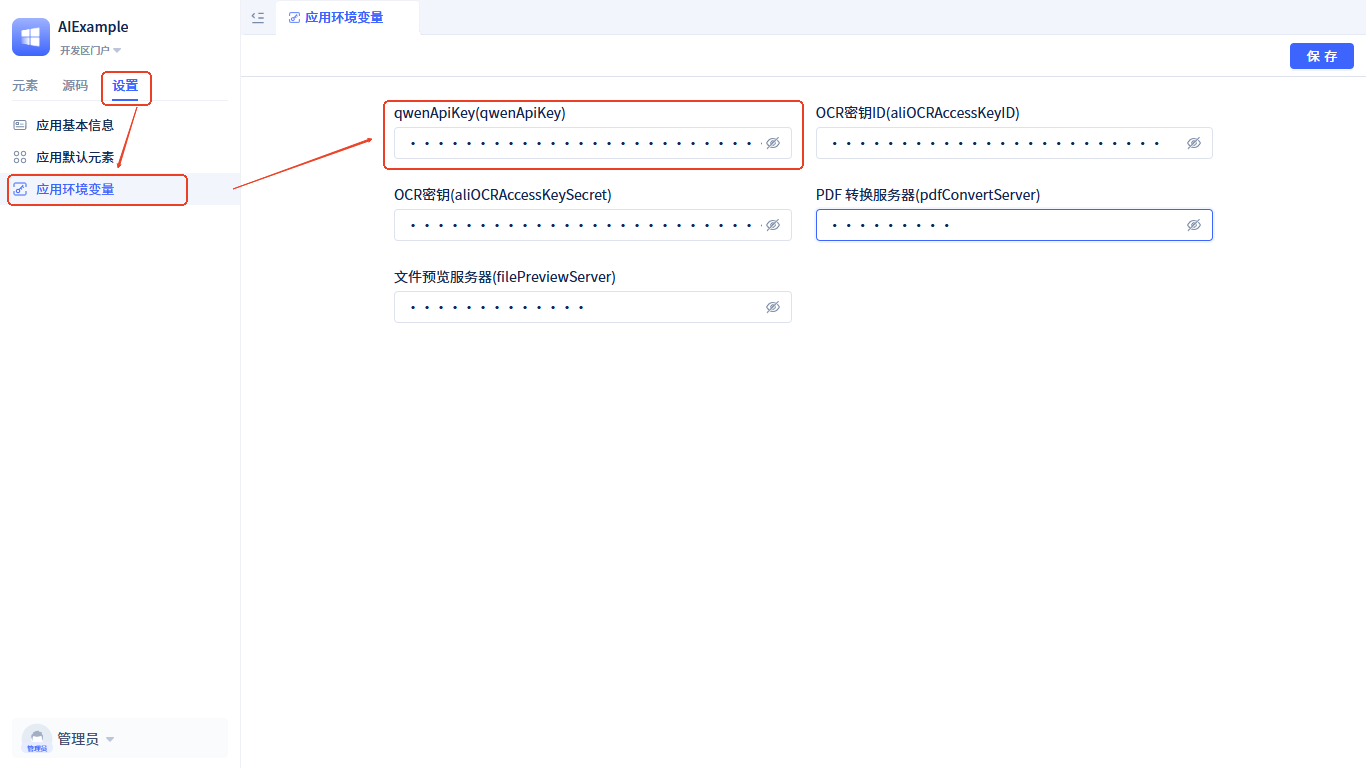 AIExample
开发区门户
元素 源码 设置
应用基本信息
应用默认元素
应用环境变量
管理员
管理员
应用环境变量
保 存
qwenApiKey(qwenApiKey)
OCR密钥ID(aliOCRAccessKeyID)
OCR密钥(aliOCRAccessKeySecret)
PDF 转换服务器(pdfConvertServer)
文件预览服务器(filePreviewServer)